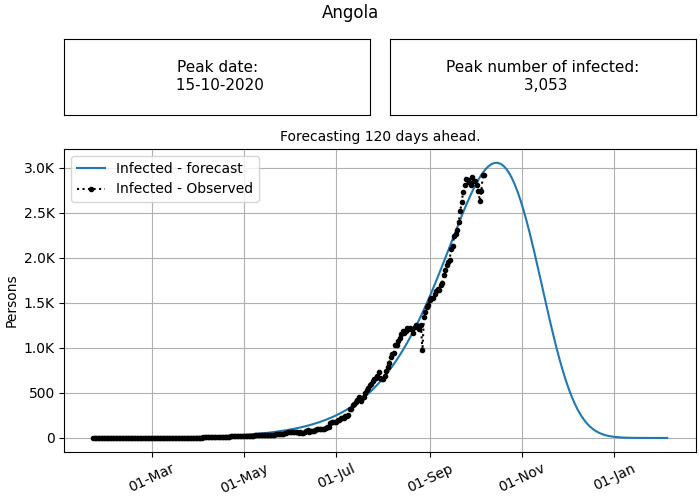 Angola
Peak date:
15-10-2020
Peak number of infected:
3,053
Forecasting 120 days ahead.
Infected - forecast
Infected - Observed
3.0K
2.5K
2.0K
1.5K
1.0K
500
0
Persons
01-Mar
01-May
01-Jul
01-Sep
01-Nov
01-Jan